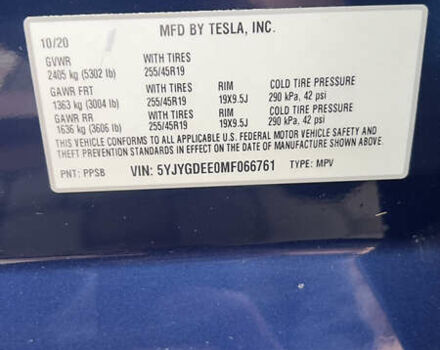 MFD BY TESLA, INC.
10/20
GVWR WITH TIRES
2405 kg (5302 lb) 255/45R19
GAWR FRT WITH TIRES RIM COLD TIRE PRESSURE
1363 kg (3004 lb) 255/45R19 19X9.5J 290 kPa, 42 psi
GAWR RR WITH TIRES RIM COLD TIRE PRESSURE
1636 kg (3606 lb) 255/45R19 19X9.5J 290 kPa, 42 psi
THIS VEHICLE CONFORMS TO ALL APPLICABLE U.S. FEDERAL MOTOR VEHICLE SAFETY,
THEFT PREVENTION AND BUMPER STANDARDS IN EFFECT ON THE
DATE OF MANUFACTURE SHOWN ABOVE.
PNT: PPSB VIN: 5YJYGDEE0MF066761 TYPE: MPV